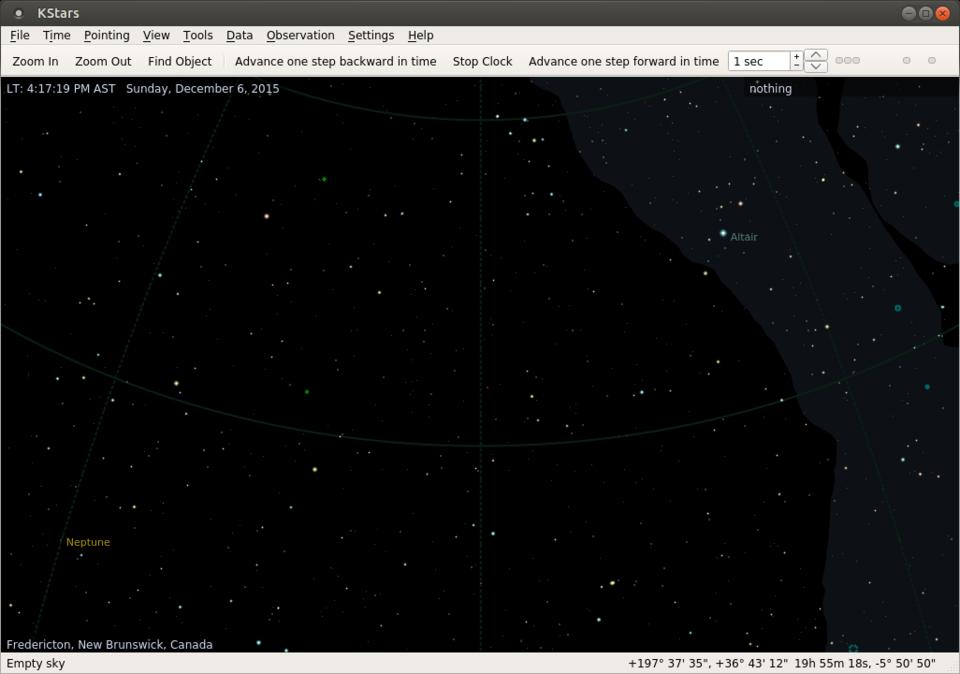 KStars
File Time Pointing View Tools Data Observation Settings Help
Zoom In Zoom Out Find Object Advance one step backward in time Stop Clock Advance one step forward in time 1 sec
LT: 4:17:19 PM AST Sunday, December 6, 2015 nothing
Altair
Neptune
Fredericton, New Brunswick, Canada
Empty sky +197° 37' 35", +36° 43' 12" 19h 55m 18s, -5° 50' 50"